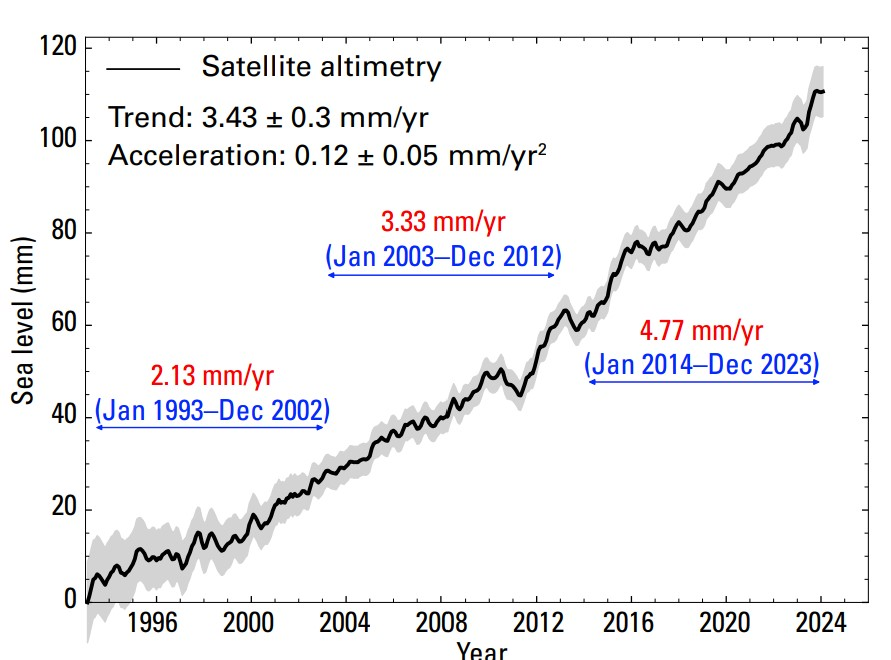 120
100
80
60
40
20
0
Sea level (mm)
Satellite altimetry
Trend: 3.43 ± 0.3 mm/yr
Acceleration: 0.12 ± 0.05 mm/yr²
3.33 mm/yr
(Jan 2003–Dec 2012)
4.77 mm/yr
(Jan 2014–Dec 2023)
2.13 mm/yr
(Jan 1993–Dec 2002)
1996 2000 2004 2008 2012 2016 2020 2024
Year